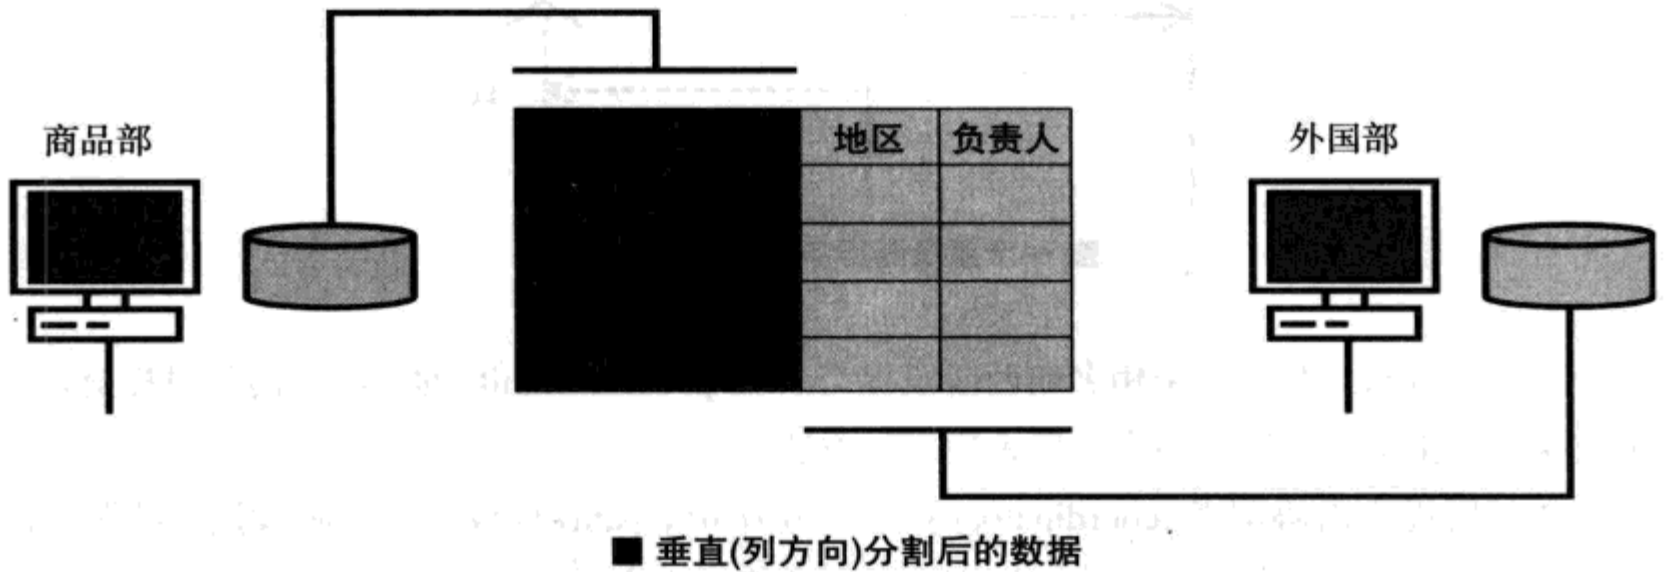 商品部
地区 负责人
外国部
■ 垂直(列方向)分割后的数据